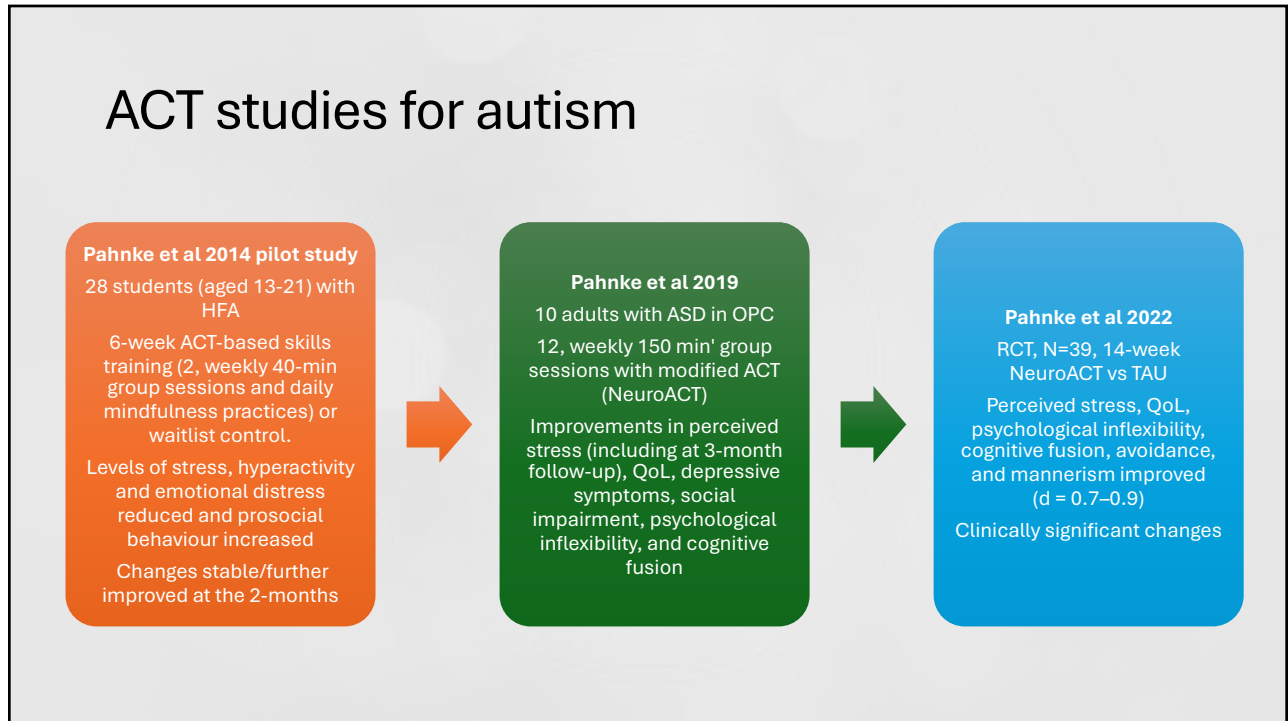 ACT studies for autism
Pahnke et al 2014 pilot study
28 students (aged 13-21) with
HFA
6-week ACT-based skills
training (2, weekly 40-min
group sessions and daily
mindfulness practices) or
waitlist control.
Levels of stress, hyperactivity
and emotional distress
reduced and prosocial
behaviour increased
Changes stable/further
improved at the 2-months
Pahnke et al 2019
10 adults with ASD in OPC
12, weekly 150 min' group
sessions with modified ACT
(NeuroACT)
Improvements in perceived
stress (including at 3-month
follow-up), QoL, depressive
symptoms, social
impairment, psychological
inflexibility, and cognitive
fusion
Pahnke et al 2022
RCT, N=39, 14-week
NeuroACT vs TAU
Perceived stress, QoL,
psychological inflexibility,
cognitive fusion, avoidance,
and mannerism improved
(d = 0.7–0.9)
Clinically significant changes